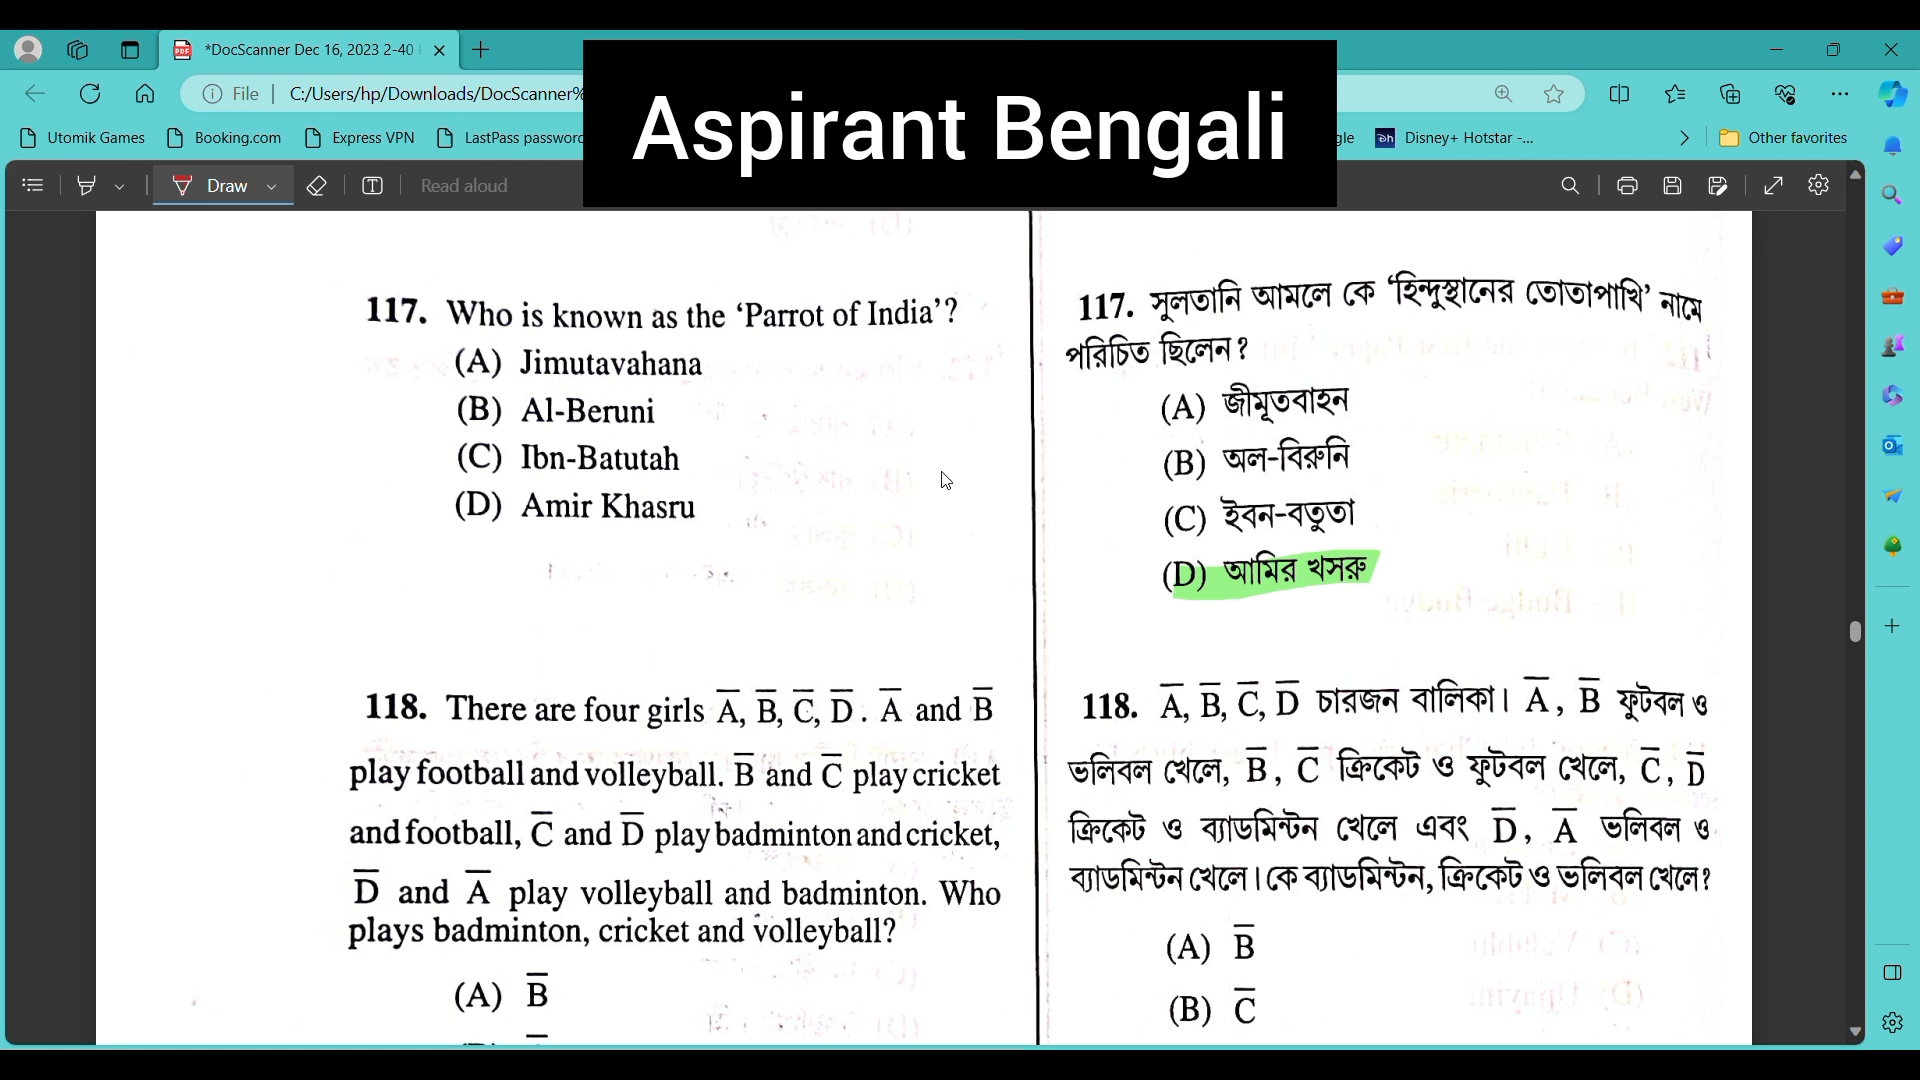 *DocScanner Dec 16, 2023 2-40
File
C:/Users/hp/Downloads/DocScanner%
Utomik Games
Booking.com
Express VPN
LastPass password
Disney+ Hotstar -...
Other favorites
Aspirant Bengali
Draw
Read aloud
117. Who is known as the ‘Parrot of India’?
(A) Jimutavahana
(B) Al-Beruni
(C) Ibn-Batutah
(D) Amir Khasru
118. There are four girls A̅, B̅, C̅, D̅. A̅ and B̅
play football and volleyball. B̅ and C̅ play cricket
and football, C̅ and D̅ play badminton and cricket,
D̅ and A̅ play volleyball and badminton. Who
plays badminton, cricket and volleyball?
(A) B̅
117. সুলতানি আমলে কে ‘হিন্দুস্থানের তোতাপাখি’ নামে
পরিচিত ছিলেন?
(A) জীমূতবাহন
(B) অল-বিরুনি
(C) ইবন-বতুতা
(D) আমির খসরু
118. A̅, B̅, C̅, D̅ চারজন বালিকা। A̅, B̅ ফুটবল ও
ভলিবল খেলে, B̅, C̅ ক্রিকেট ও ফুটবল খেলে, C̅, D̅
ক্রিকেট ও ব্যাডমিন্টন খেলে এবং D̅, A̅ ভলিবল ও
ব্যাডমিন্টন খেলে। কে ব্যাডমিন্টন, ক্রিকেট ও ভলিবল খেলে?
(A) B̅
(B) C̅